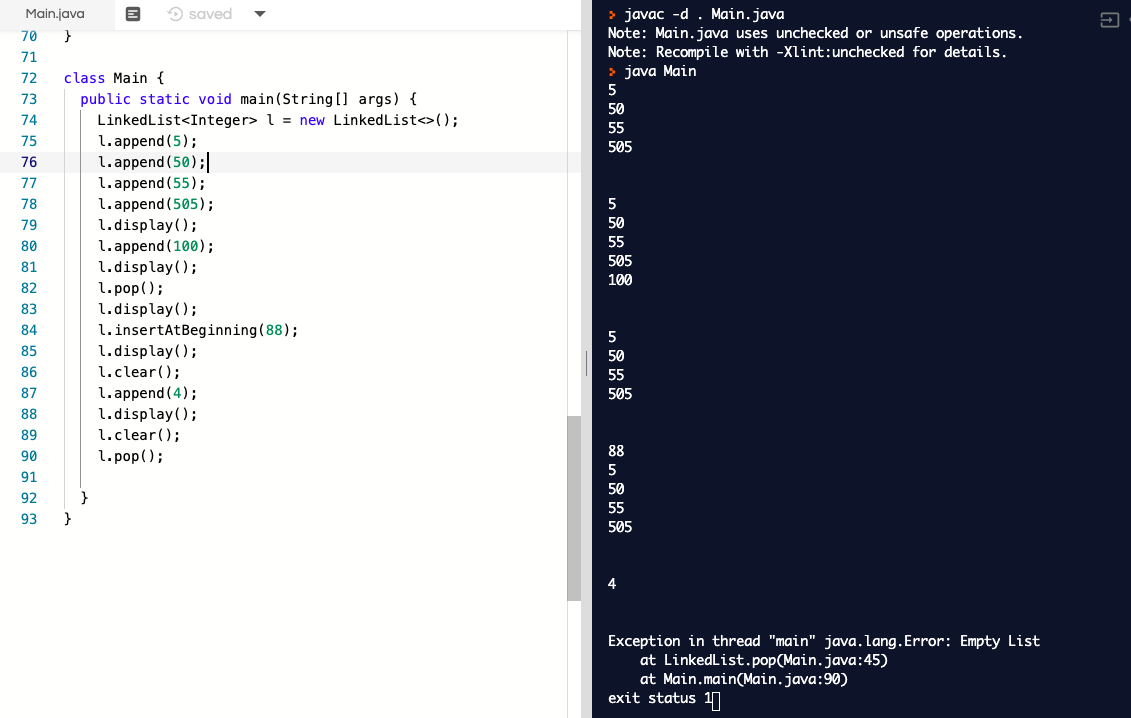 Main.java saved
70 }
71
72 class Main {
73 public static void main(String[] args) {
74 LinkedList<Integer> l = new LinkedList<>();
75 l.append(5);
76 l.append(50);
77 l.append(55);
78 l.append(505);
79 l.display();
80 l.append(100);
81 l.display();
82 l.pop();
83 l.display();
84 l.insertAtBeginning(88);
85 l.display();
86 l.clear();
87 l.append(4);
88 l.display();
89 l.clear();
90 l.pop();
91
92 }
93 }
> javac -d . Main.java
Note: Main.java uses unchecked or unsafe operations.
Note: Recompile with -Xlint:unchecked for details.
> java Main
5
50
55
505
5
50
55
505
100
5
50
55
505
88
5
50
55
505
4
Exception in thread "main" java.lang.Error: Empty List
at LinkedList.pop(Main.java:45)
at Main.main(Main.java:90)
exit status 1